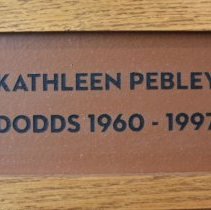 KATHLEEN PEBLEY
DODDS 1960 - 1997